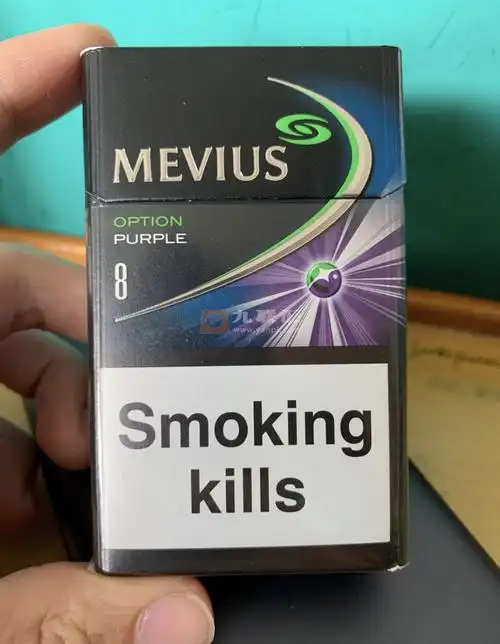 MEVIUS
OPTION
PURPLE
8
Smoking
kills